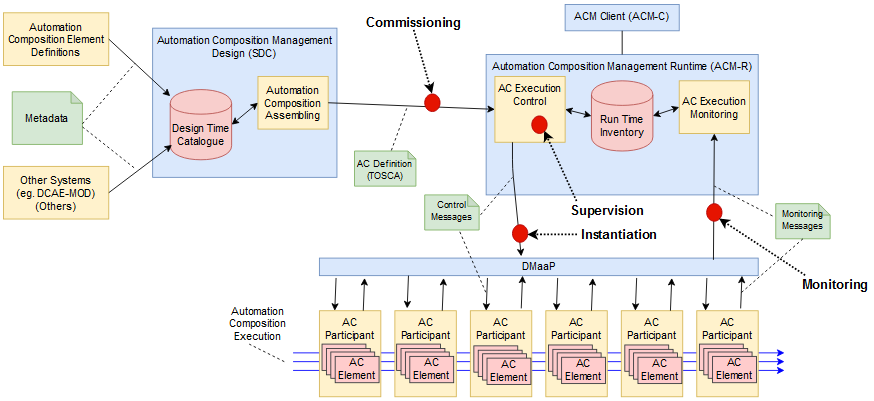 Automation
Composition Element
Definitions
Metadata
Other Systems
(eg. DCAE-MOD)
(Others)
Automation Composition Management
Design (SDC)
Design Time
Catalogue
Automation
Composition
Assembling
Commissioning
AC Definition
(TOSCA)
ACM Client (ACM-C)
Automation Composition Management Runtime (ACM-R)
AC Execution
Control
Run Time
Inventory
AC Execution
Monitoring
Control
Messages
Supervision
Instantiation
Monitoring
Messages
Monitoring
DMaaP
Automation
Composition
Execution
AC
Participant
AC
Element
AC
Participant
AC
Element
AC
Participant
AC
Element
AC
Participant
AC
Element
AC
Participant
AC
Element
AC
Participant
AC
Element